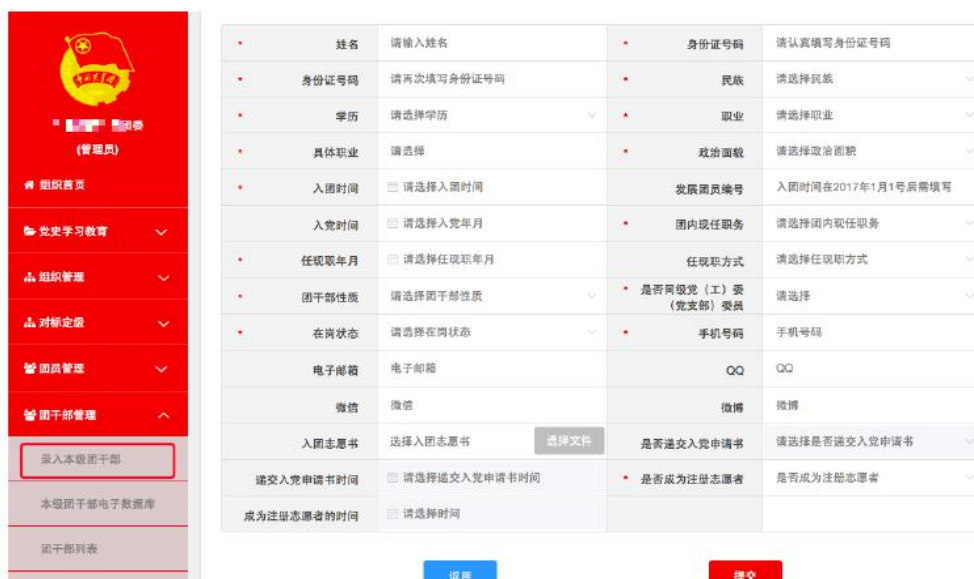 团委
(管理员)
组织首页
党史学习教育
组织管理
对标定级
团员管理
团干部管理
录入本级团干部
本级团干部电子数据库
团干部列表
* 姓名 请输入姓名 * 身份证号码 请认真填写身份证号码
* 身份证号码 请再次填写身份证号码 * 民族 请选择民族
* 学历 请选择学历 * 职业 请选择职业
* 具体职业 请选择 * 政治面貌 请选择政治面貌
* 入团时间 请选择入团时间 发展团员编号 入团时间在2017年1月1号后需填写
入党时间 请选择入党年月 * 团内现任职务 请选择团内现任职务
* 任现职年月 请选择任现职年月 任现职方式 请选择任现职方式
* 团干部性质 请选择团干部性质 * 是否同级党（工）委
（党支部）委员 请选择
* 在岗状态 请选择在岗状态 * 手机号码 手机号码
电子邮箱 电子邮箱 QQ QQ
微信 微信 微博 微博
入团志愿书 选择入团志愿书 选择文件 是否递交入党申请书 请选择是否递交入党申请书
递交入党申请书时间 请选择递交入党申请书时间 * 是否成为注册志愿者 是否成为注册志愿者
成为注册志愿者的时间 请选择时间
返回 提交